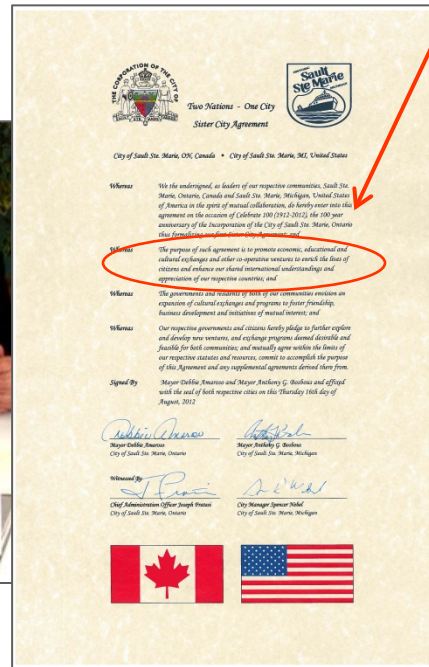 THE CORPORATION OF THE CITY OF
Sault
Ste Marie
Two Nations - One City
Sister City Agreement
City of Sault Ste. Marie, ON, Canada • City of Sault Ste. Marie, MI, United States
Whereas We the undersigned, as leaders of our respective communities, Sault Ste.
Marie, Ontario, Canada and Sault Ste. Marie, Michigan, United States
of America in the spirit of mutual collaboration, do hereby enter into this
agreement on the occasion of Celebrate 100 (1912-2012), the 100 year
anniversary of the Incorporation of the City of Sault Ste. Marie, Ontario
thus formalizing our first Sister City Agreement; and
Whereas The purpose of such agreement is to promote economic, educational and
cultural exchanges and other co-operative ventures to enrich the lives of
citizens and enhance our shared international understandings and
appreciation of our respective countries; and
Whereas The governments and residents of both of our communities envision an
expansion of cultural exchanges and programs to foster friendship,
business development and initiatives of mutual interest; and
Whereas Our respective governments and citizens hereby pledge to further explore
and develop new ventures, and exchange programs deemed desirable and
feasible for both communities; and mutually agree within the limits of
our respective statutes and resources, commit to accomplish the purpose
of this Agreement and any supplemental agreements derived there from.
Signed By Mayor Debbie Amaroso and Mayor Anthony G. Bosbous and affixed
with the seal of both respective cities on this Thursday 16th day of
August, 2012
Debbie Amaroso
Mayor Debbie Amaroso Mayor Anthony G. Bosbous
City of Sault Ste. Marie, Ontario City of Sault Ste. Marie, Michigan
Witnessed By
Chief Administration Officer Joseph Fratesi City Manager Spencer Nebel
City of Sault Ste. Marie, Ontario City of Sault Ste. Marie, Michigan